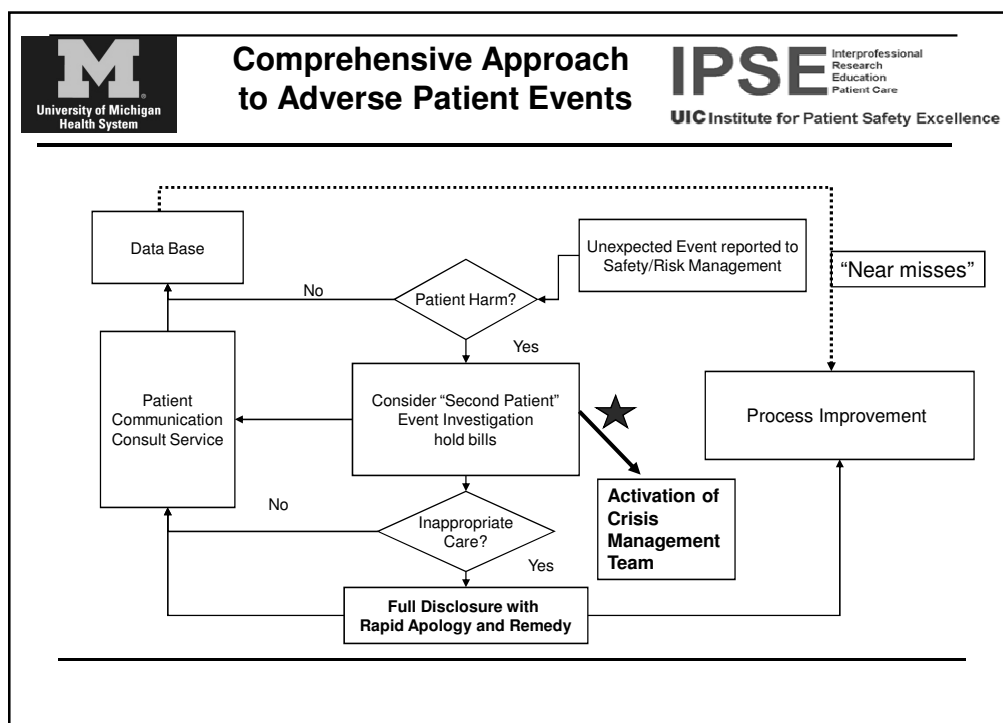 M
University of Michigan
Health System
Comprehensive Approach
to Adverse Patient Events
IPSE
Interprofessional
Research
Education
Patient Care
UIC Institute for Patient Safety Excellence
Data Base
Unexpected Event reported to
Safety/Risk Management
“Near misses”
No
Patient Harm?
Yes
Patient
Communication
Consult Service
Consider “Second Patient”
Event Investigation
hold bills
Process Improvement
Activation of
Crisis
Management
Team
No
Inappropriate
Care?
Yes
Full Disclosure with
Rapid Apology and Remedy